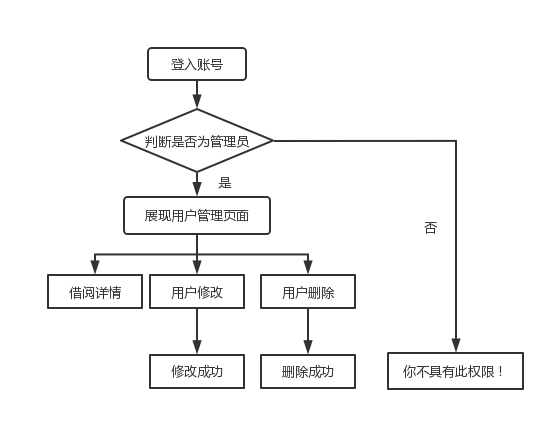 登入账号
判断是否为管理员
是
展现用户管理页面
否
借阅详情
用户修改
用户删除
修改成功
删除成功
你不具有此权限！